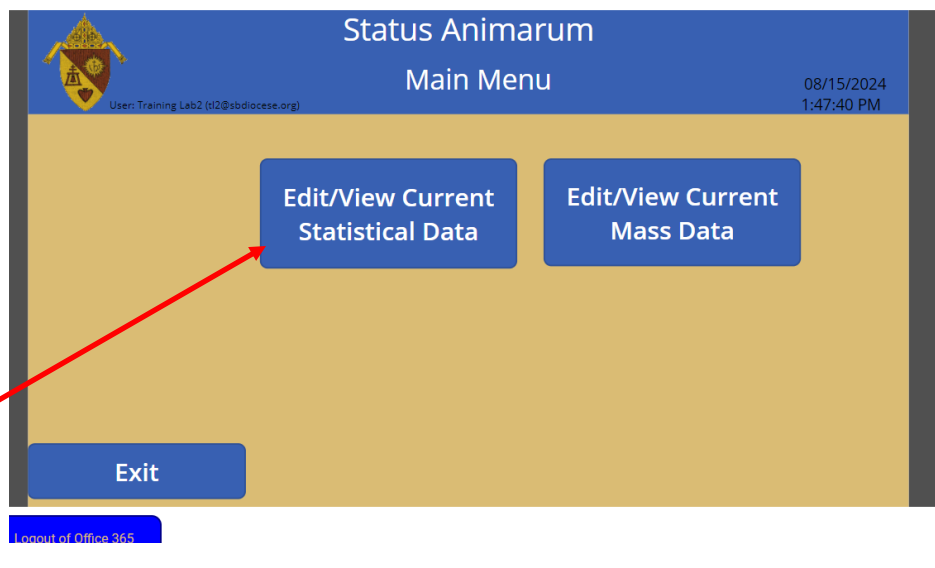 Status Animarum
Main Menu
User: Training Lab2 (tl2@sbdiocese.org)
08/15/2024
1:47:40 PM
Edit/View Current
Statistical Data
Edit/View Current
Mass Data
Exit
Logout of Office 365